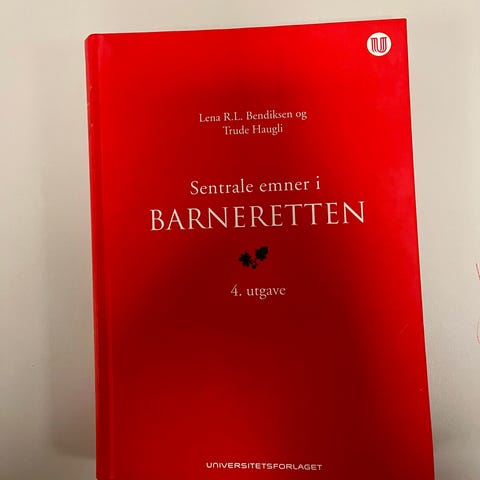 U
Lena R.L. Bendiksen og
Trude Haugli
Sentrale emner i
BARNERETTEN
4. utgave
UNIVERSITETSFORLAGET